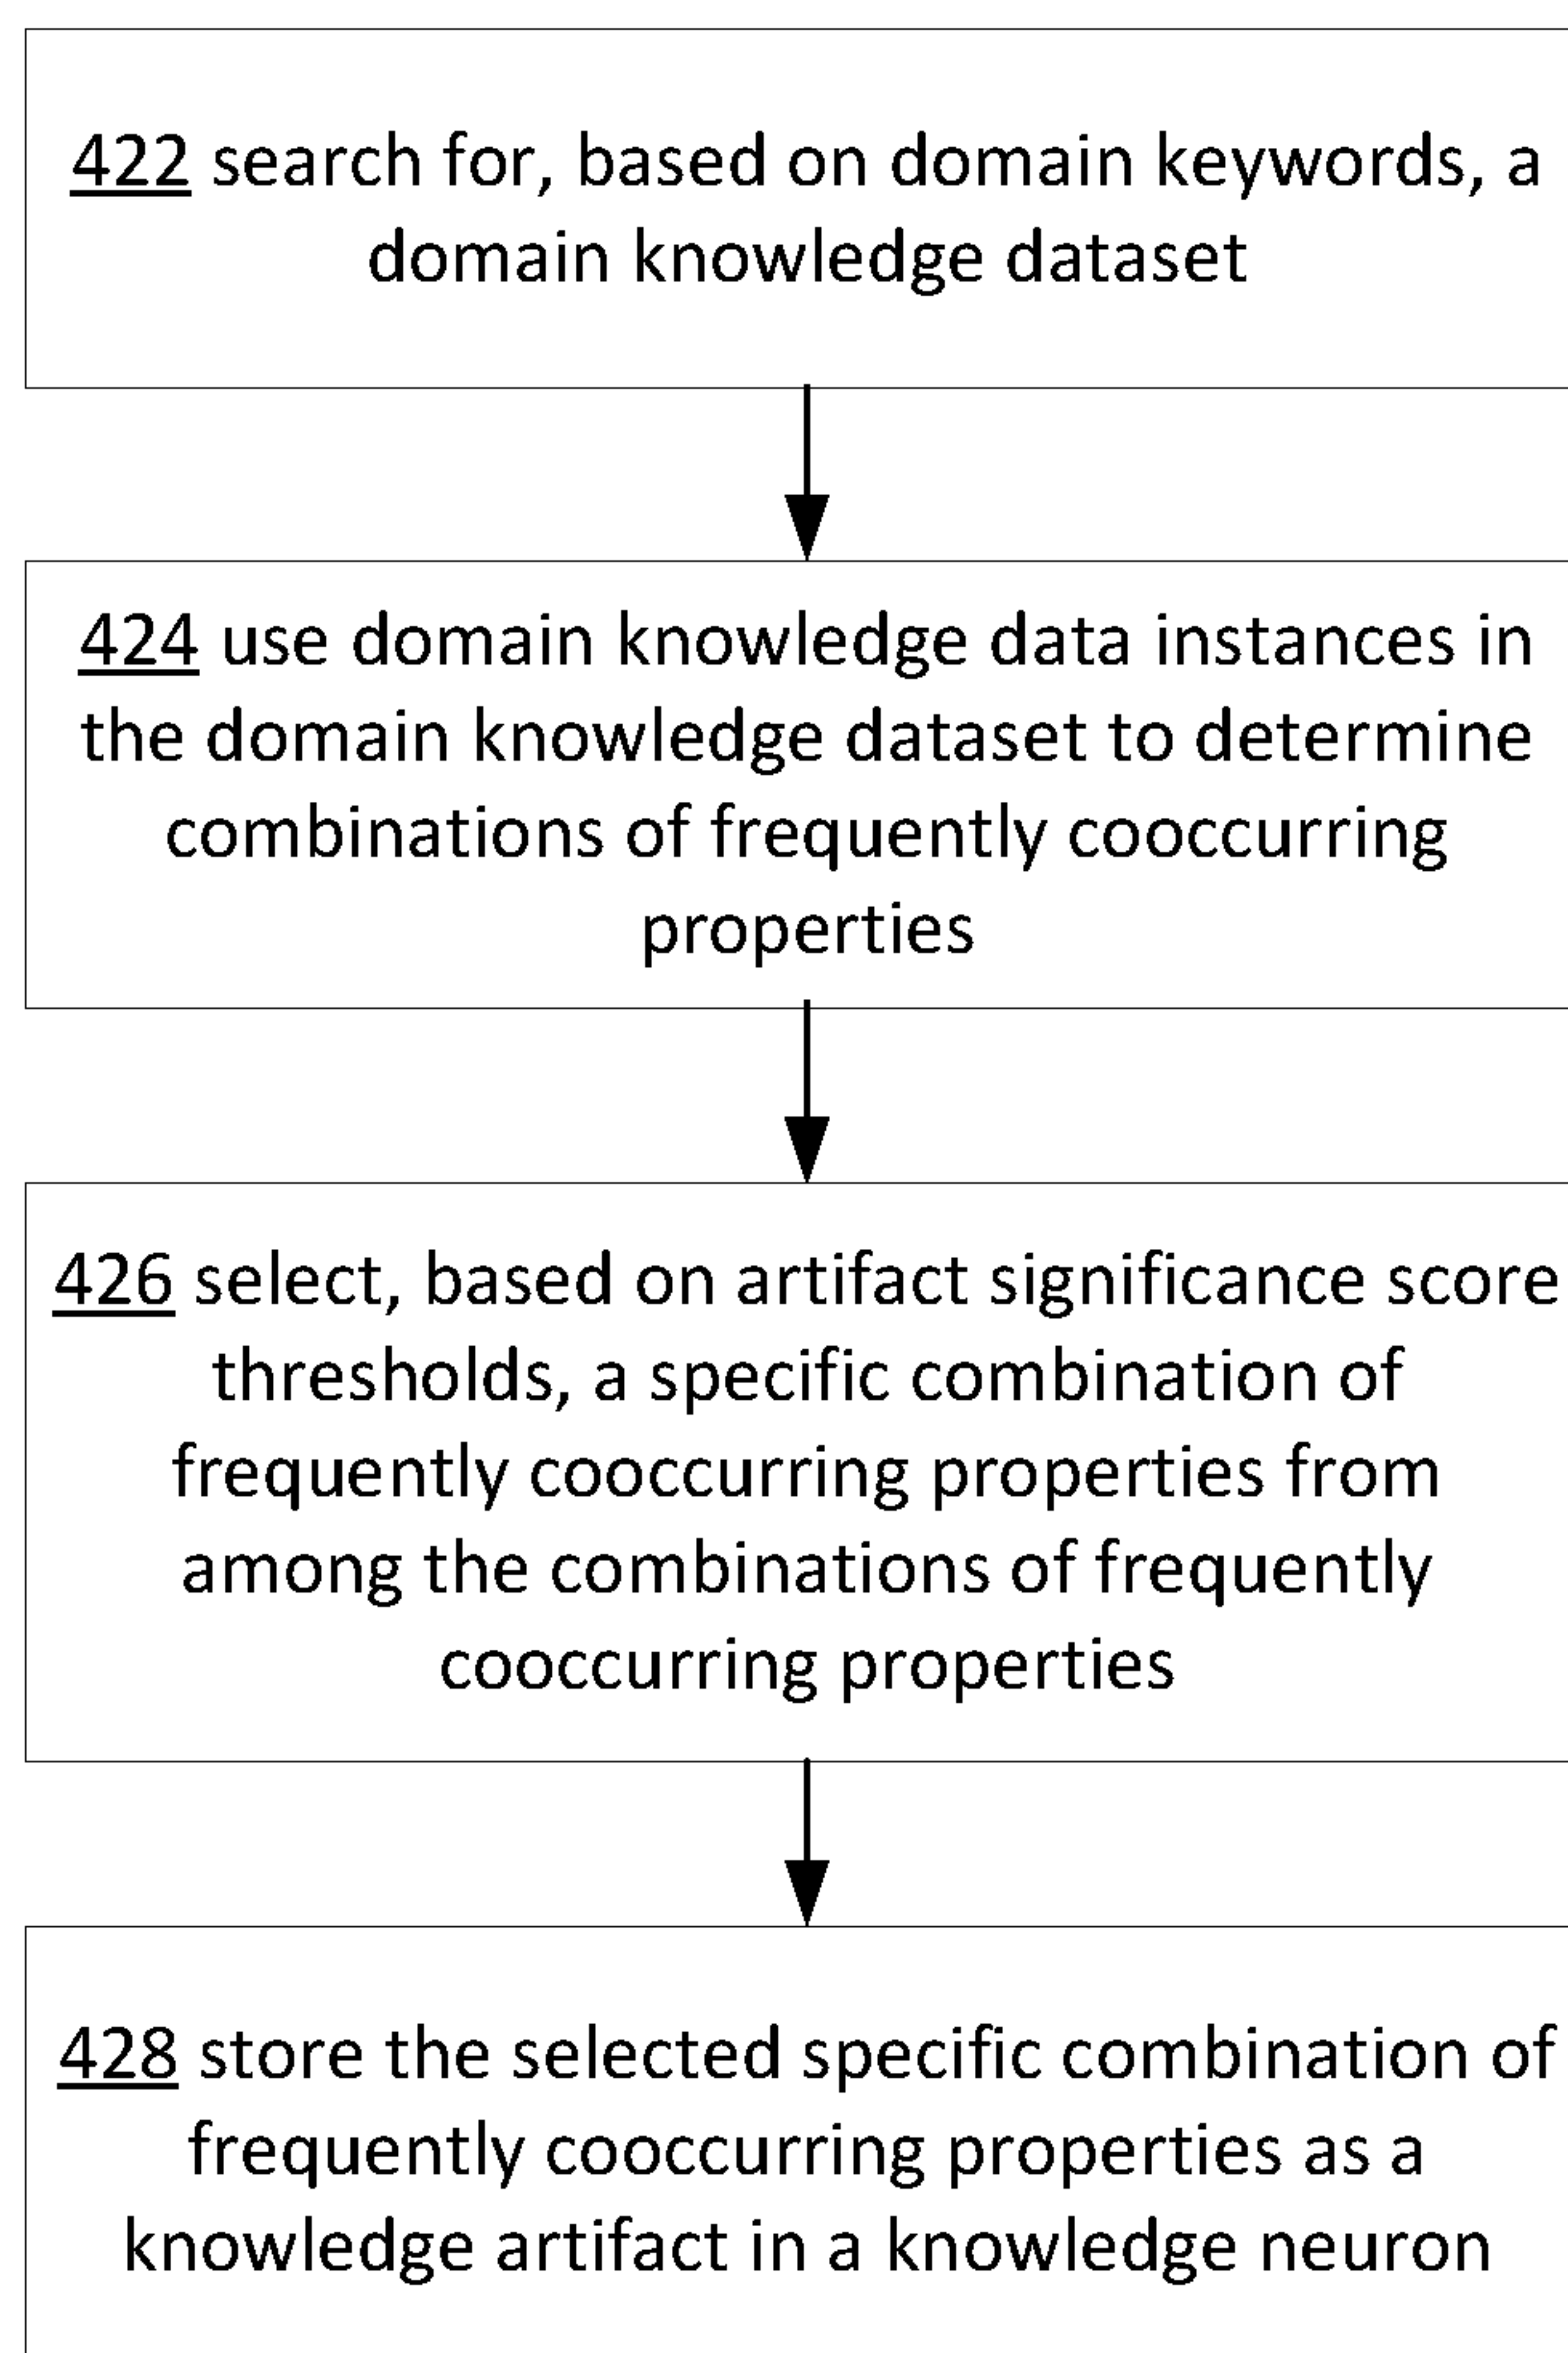 422 search for, based on domain keywords, a
domain knowledge dataset
424 use domain knowledge data instances in
the domain knowledge dataset to determine
combinations of frequently cooccurring
properties
426 select, based on artifact significance score
thresholds, a specific combination of
frequently cooccurring properties from
among the combinations of frequently
cooccurring properties
428 store the selected specific combination of
frequently cooccurring properties as a
knowledge artifact in a knowledge neuron